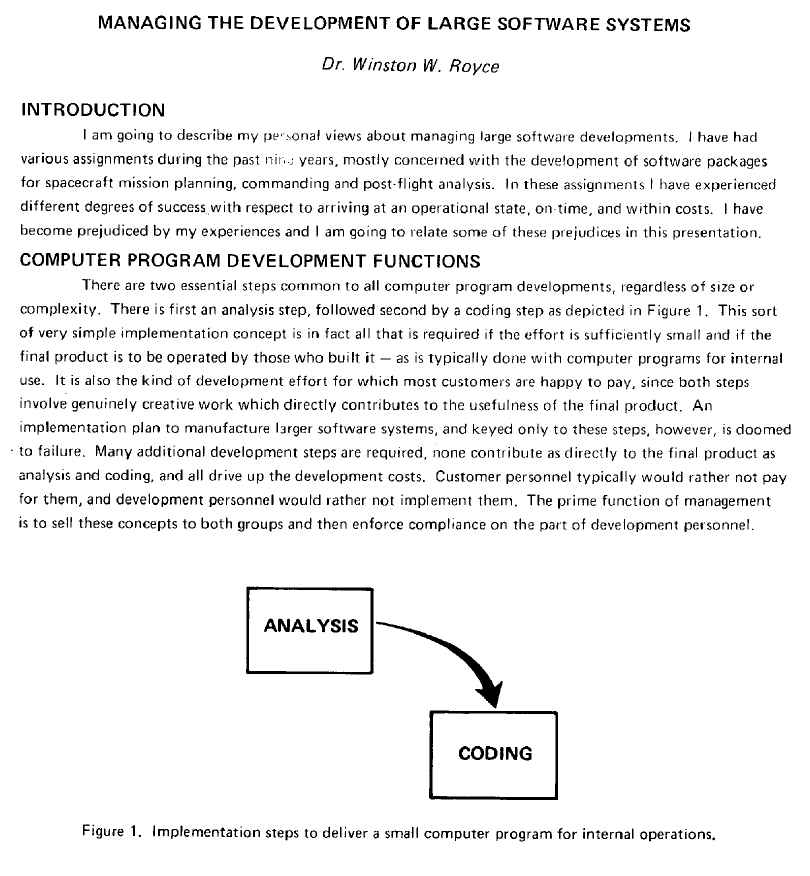 MANAGING THE DEVELOPMENT OF LARGE SOFTWARE SYSTEMS
Dr. Winston W. Royce
INTRODUCTION
I am going to describe my personal views about managing large software developments. I have had
various assignments during the past nine years, mostly concerned with the development of software packages
for spacecraft mission planning, commanding and post-flight analysis. In these assignments I have experienced
different degrees of success with respect to arriving at an operational state, on-time, and within costs. I have
become prejudiced by my experiences and I am going to relate some of these prejudices in this presentation.
COMPUTER PROGRAM DEVELOPMENT FUNCTIONS
There are two essential steps common to all computer program developments, regardless of size or
complexity. There is first an analysis step, followed second by a coding step as depicted in Figure 1. This sort
of very simple implementation concept is in fact all that is required if the effort is sufficiently small and if the
final product is to be operated by those who built it – as is typically done with computer programs for internal
use. It is also the kind of development effort for which most customers are happy to pay, since both steps
involve genuinely creative work which directly contributes to the usefulness of the final product. An
implementation plan to manufacture larger software systems, and keyed only to these steps, however, is doomed
to failure. Many additional development steps are required, none contribute as directly to the final product as
analysis and coding, and all drive up the development costs. Customer personnel typically would rather not pay
for them, and development personnel would rather not implement them. The prime function of management
is to sell these concepts to both groups and then enforce compliance on the part of development personnel.
ANALYSIS
CODING
Figure 1. Implementation steps to deliver a small computer program for internal operations.